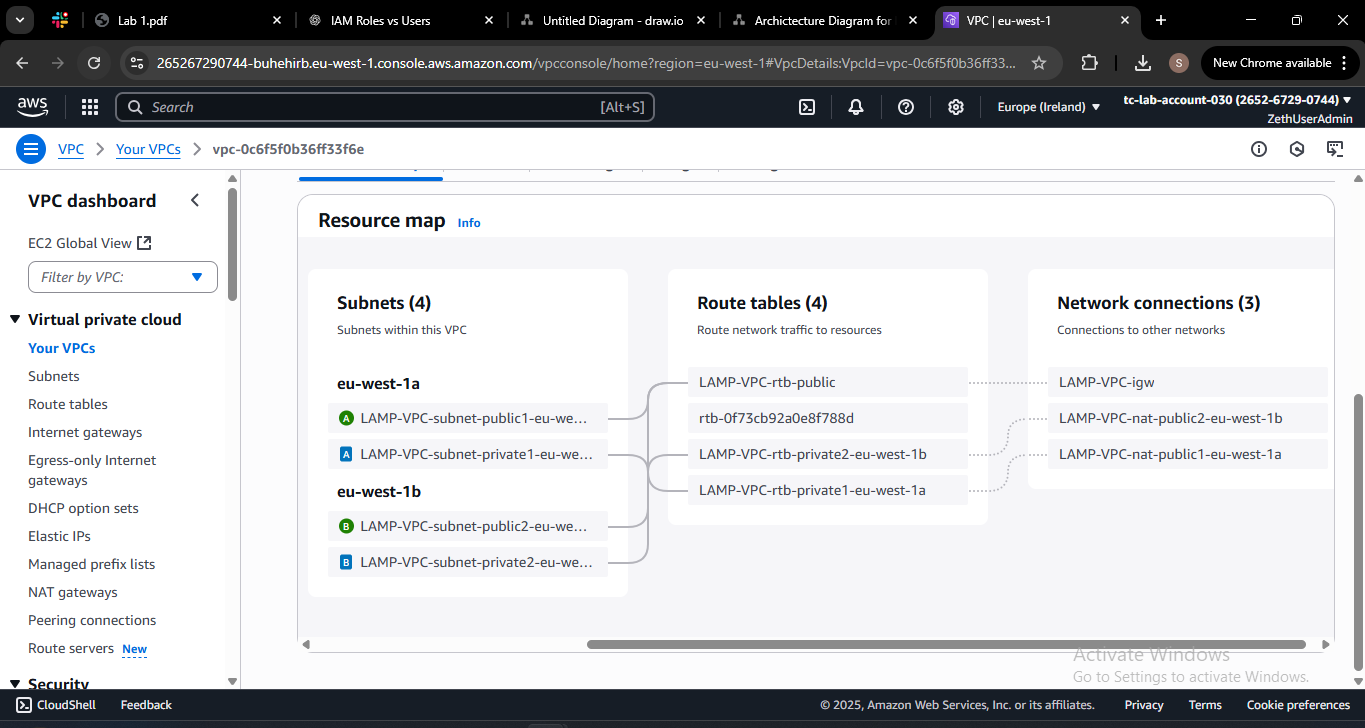 Lab 1.pdf
IAM Roles vs Users
Untitled Diagram - draw.io
Archictecture Diagram for
VPC | eu-west-1
265267290744-buhehirb.eu-west-1.console.aws.amazon.com/vpcconsole/home?region=eu-west-1#VpcDetails:VpcId=vpc-0c6f5f0b36ff33...
S
New Chrome available
aws
Search
[Alt+S]
Europe (Ireland)
tc-lab-account-030 (2652-6729-0744)
ZethUserAdmin
VPC
Your VPCs
vpc-0c6f5f0b36ff33f6e
VPC dashboard
EC2 Global View
Filter by VPC:
Virtual private cloud
Your VPCs
Subnets
Route tables
Internet gateways
Egress-only Internet
gateways
DHCP option sets
Elastic IPs
Managed prefix lists
NAT gateways
Peering connections
Route servers New
Security
Resource map Info
Subnets (4)
Subnets within this VPC
eu-west-1a
A LAMP-VPC-subnet-public1-eu-we...
A LAMP-VPC-subnet-private1-eu-we...
eu-west-1b
B LAMP-VPC-subnet-public2-eu-we...
B LAMP-VPC-subnet-private2-eu-we...
Route tables (4)
Route network traffic to resources
LAMP-VPC-rtb-public
rtb-0f73cb92a0e8f788d
LAMP-VPC-rtb-private2-eu-west-1b
LAMP-VPC-rtb-private1-eu-west-1a
Network connections (3)
Connections to other networks
LAMP-VPC-igw
LAMP-VPC-nat-public2-eu-west-1b
LAMP-VPC-nat-public1-eu-west-1a
Activate Windows
Go to Settings to activate Windows.
CloudShell
Feedback
© 2025, Amazon Web Services, Inc. or its affiliates.
Privacy
Terms
Cookie preferences